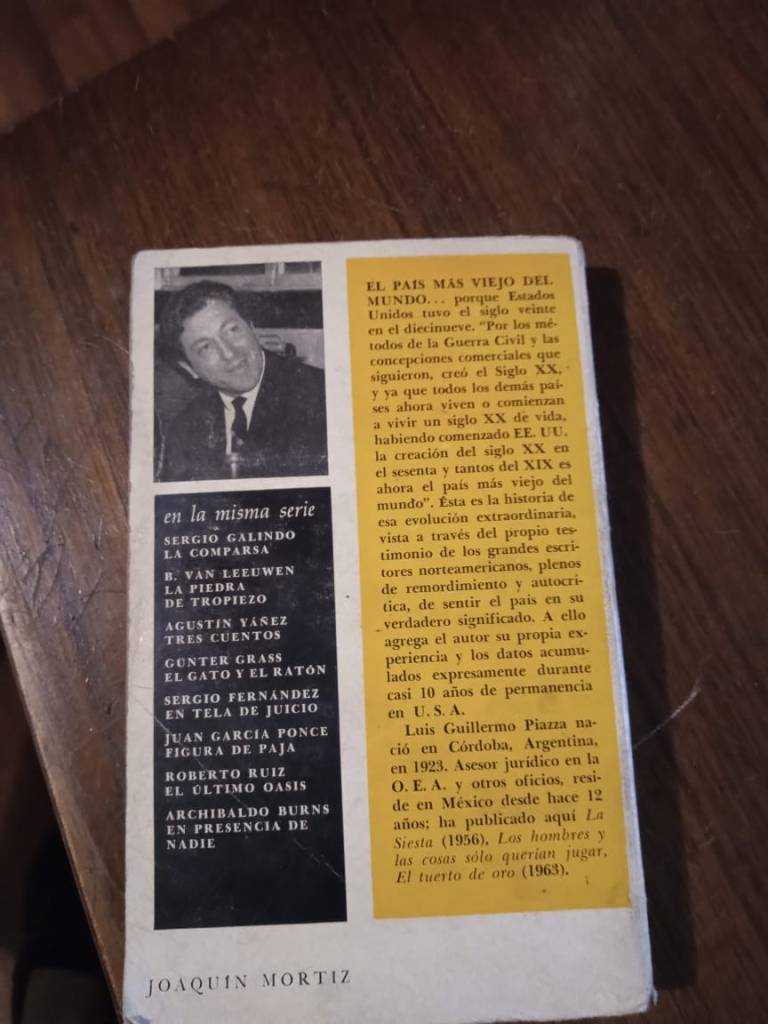 en la misma serie
SERGIO GALINDO
LA COMPARSA
B. VAN LEEUWEN
LA PIEDRA
DE TROPIEZO
AGUSTÍN YÁÑEZ
TRES CUENTOS
GÜNTER GRASS
EL GATO Y EL RATÓN
SERGIO FERNÁNDEZ
EN TELA DE JUICIO
JUAN GARCÍA PONCE
FIGURA DE PAJA
ROBERTO RUIZ
EL ÚLTIMO OASIS
ARCHIBALDO BURNS
EN PRESENCIA DE
NADIE
EL PAÍS MÁS VIEJO DEL
MUNDO... porque Estados
Unidos tuvo el siglo veinte
en el diecinueve. "Por los mé-
todos de la Guerra Civil y las
concepciones comerciales que
siguieron, creó el Siglo XX,
y ya que todos los demás paí-
ses ahora viven o comienzan
a vivir un siglo XX de vida,
habiendo comenzado EE. UU.
la creación del siglo XX en
el sesenta y tantos del XIX es
ahora el país más viejo del
mundo". Ésta es la historia de
esa evolución extraordinaria,
vista a través del propio tes-
timonio de los grandes escri-
tores norteamericanos, plenos
de remordimiento y autocrí-
tica, de sentir el país en su
verdadero significado. A ello
agrega el autor su propia ex-
periencia y los datos acumu-
lados expresamente durante
casi 10 años de permanencia
en U. S. A.
Luis Guillermo Piazza na-
ció en Córdoba, Argentina,
en 1923. Asesor jurídico en la
O. E. A. y otros oficios, resi-
de en México desde hace 12
años; ha publicado aquí La
Siesta (1956), Los hombres y
las cosas sólo querían jugar,
El tuerto de oro (1963).
JOAQUÍN MORTIZ